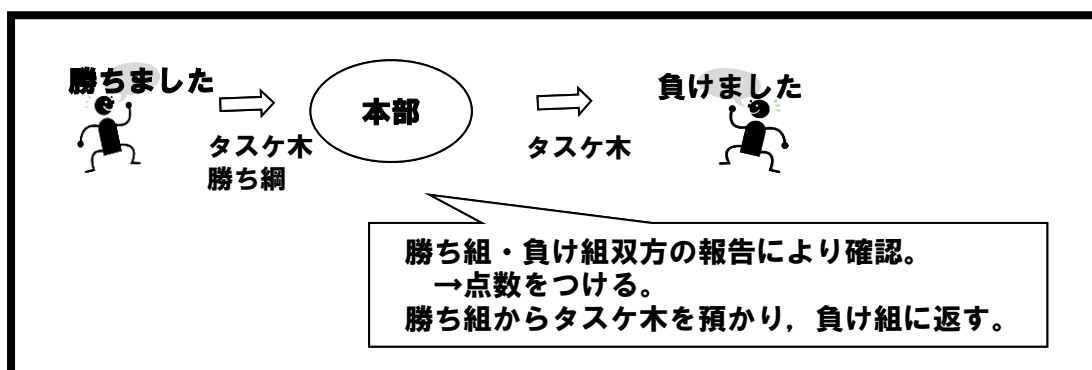 勝ちました
本部
負けました
タスケ木
勝ち綱
タスケ木
勝ち組・負け組双方の報告により確認。
→点数をつける。
勝ち組からタスケ木を預かり，負け組に返す。